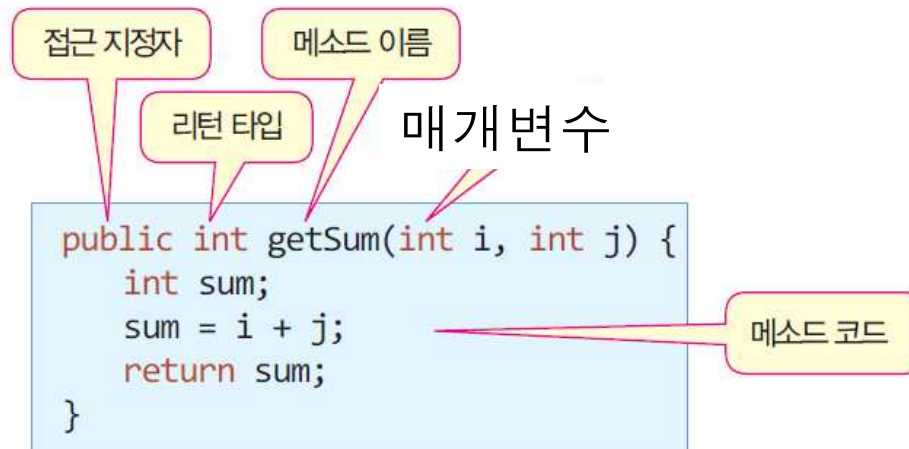 접근 지정자
메소드 이름
리턴 타입
매개변수
public int getSum(int i, int j) {
int sum;
sum = i + j;
return sum;
}
메소드 코드